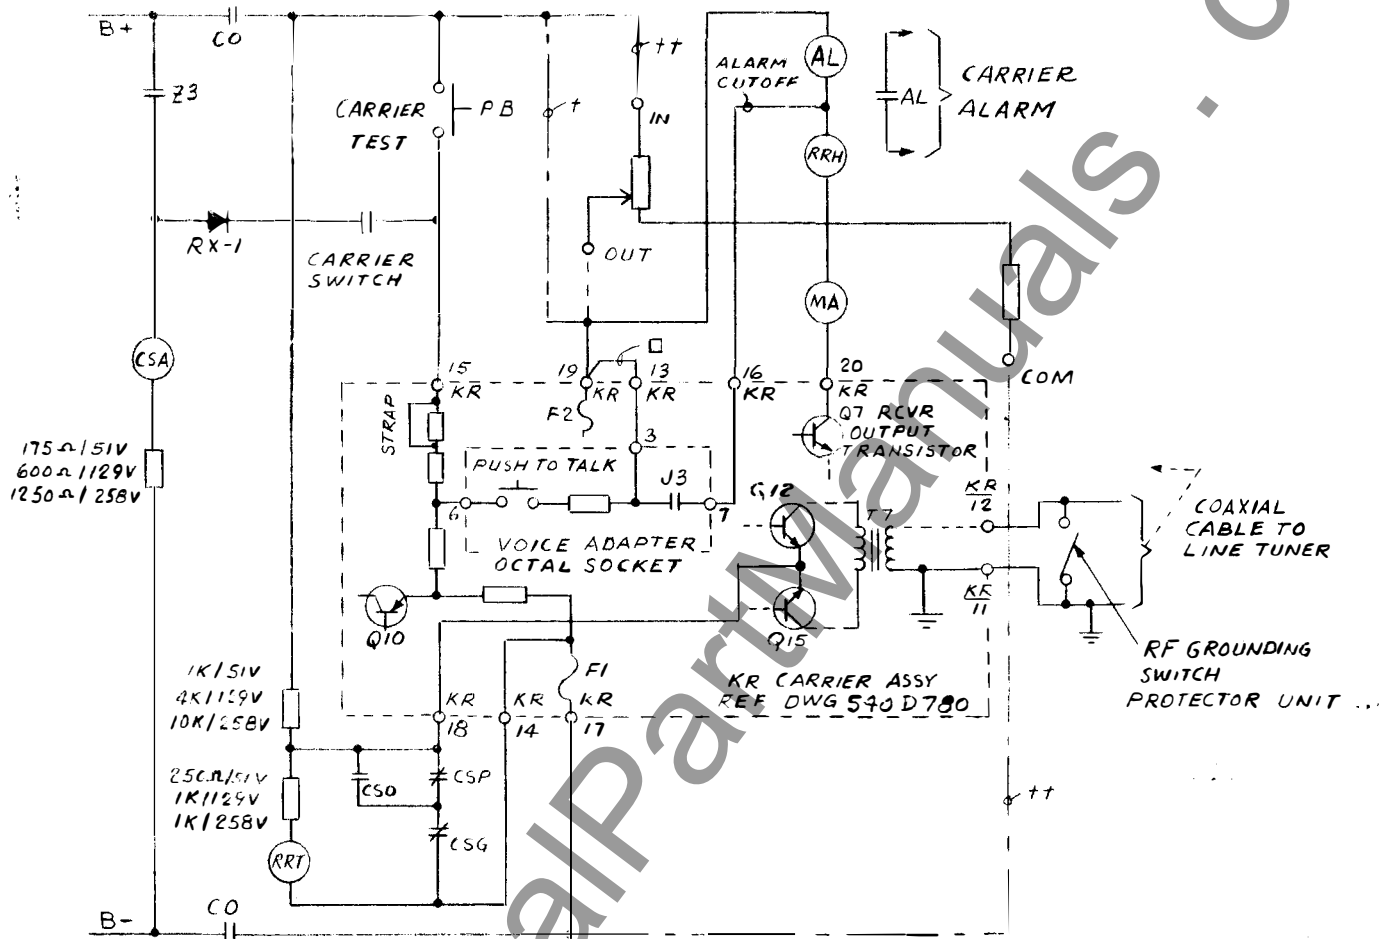 B+
CO
Z3
CARRIER
TEST
PB
†
††
IN
ALARM
CUTOFF
AL
AL
CARRIER
ALARM
RRH
RX-1
CARRIER
SWITCH
OUT
MA
CSA
COM
15
KR
19
KR
13
KR
16
KR
20
KR
STRAP
F2
Q7 RCVR
OUTPUT
TRANSISTOR
175Ω/51V
600Ω/129V
1250Ω/258V
3
PUSH TO TALK
J3
6
7
VOICE ADAPTER
OCTAL SOCKET
Q12
T7
KR
12
COAXIAL
CABLE TO
LINE TUNER
KR
11
Q10
Q15
RF GROUNDING
SWITCH
PROTECTOR UNIT ...
F1
KR CARRIER ASSY
REF DWG 540D780
1K/51V
4K/129V
10K/258V
KR
18
KR
14
KR
17
250Ω/51V
1K/129V
1K/258V
CSO
CSP
CSG
RRT
††
B-
CO
alPartManuals . c